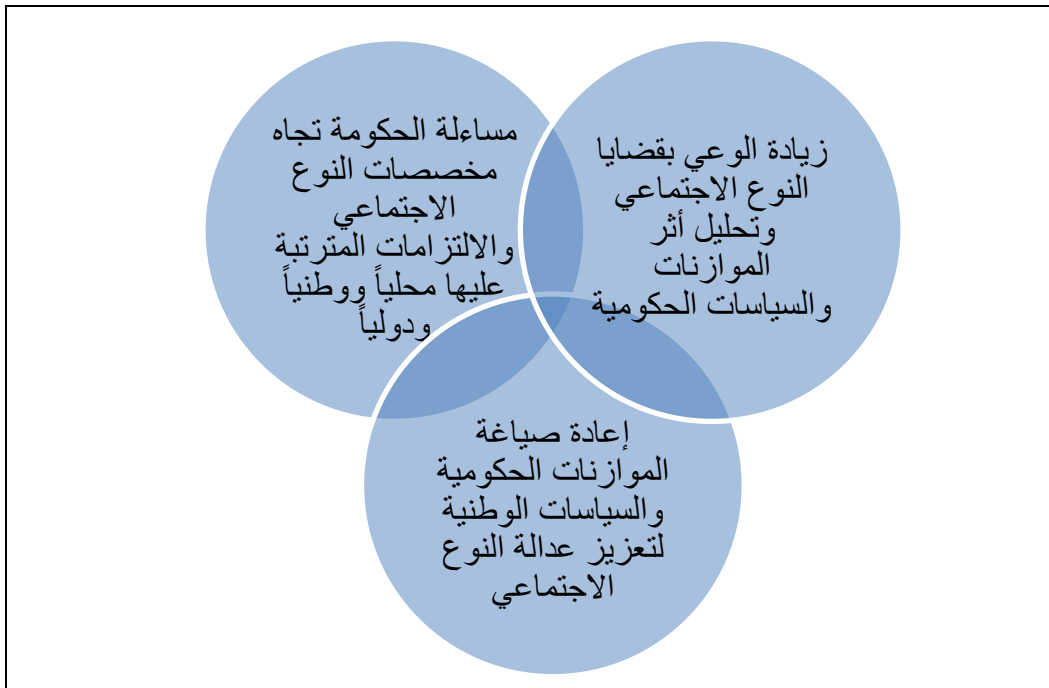 زيادة الوعي بقضايا
النوع الاجتماعي
وتحليل أثر
الموازنات
والسياسات الحكومية
مساءلة الحكومة تجاه
مخصصات النوع
الاجتماعي
والالتزامات المترتبة
عليها محلياً ووطنياً
ودولياً
إعادة صياغة
الموازنات الحكومية
والسياسات الوطنية
لتعزيز عدالة النوع
الاجتماعي